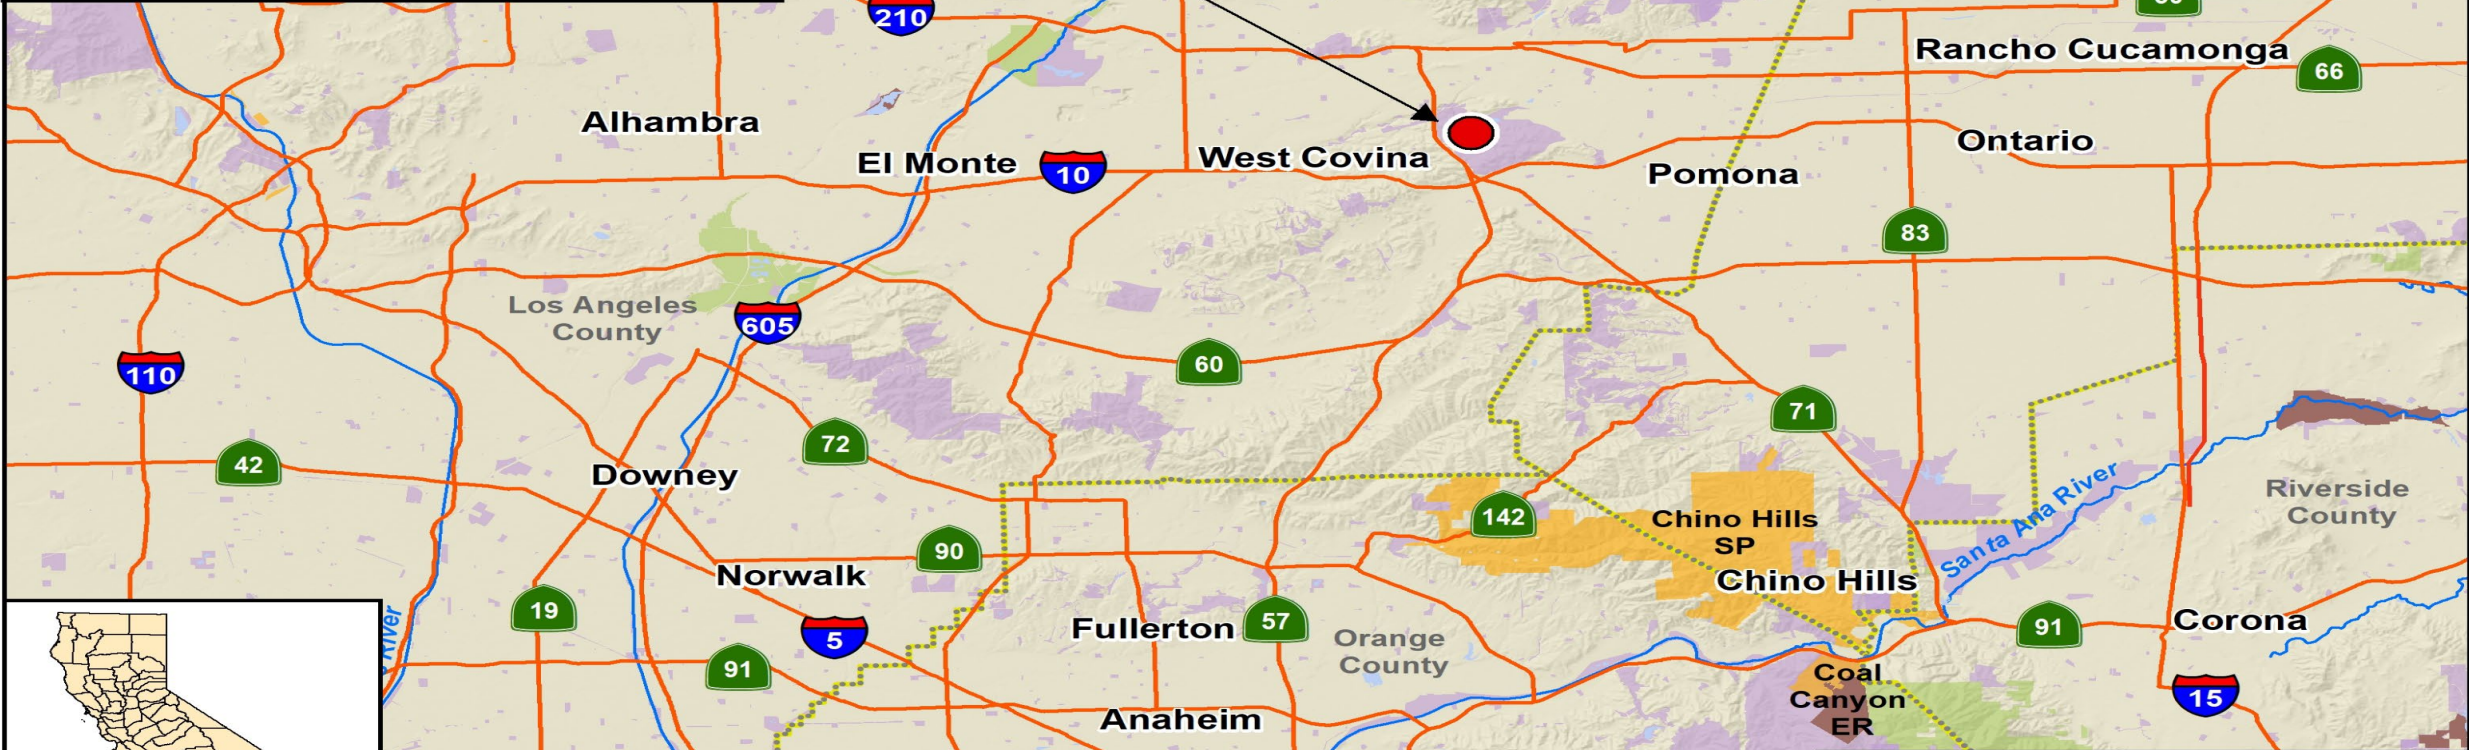 210
Rancho Cucamonga
66
Alhambra
Ontario
El Monte
10
West Covina
Pomona
83
Los Angeles
County
605
110
60
71
72
42
Downey
142
Santa Ana River
Riverside
County
Chino Hills
SP
90
Norwalk
Chino Hills
19
5
Fullerton
57
Orange
County
91
Corona
River
91
Coal
Canyon
ER
15
Anaheim